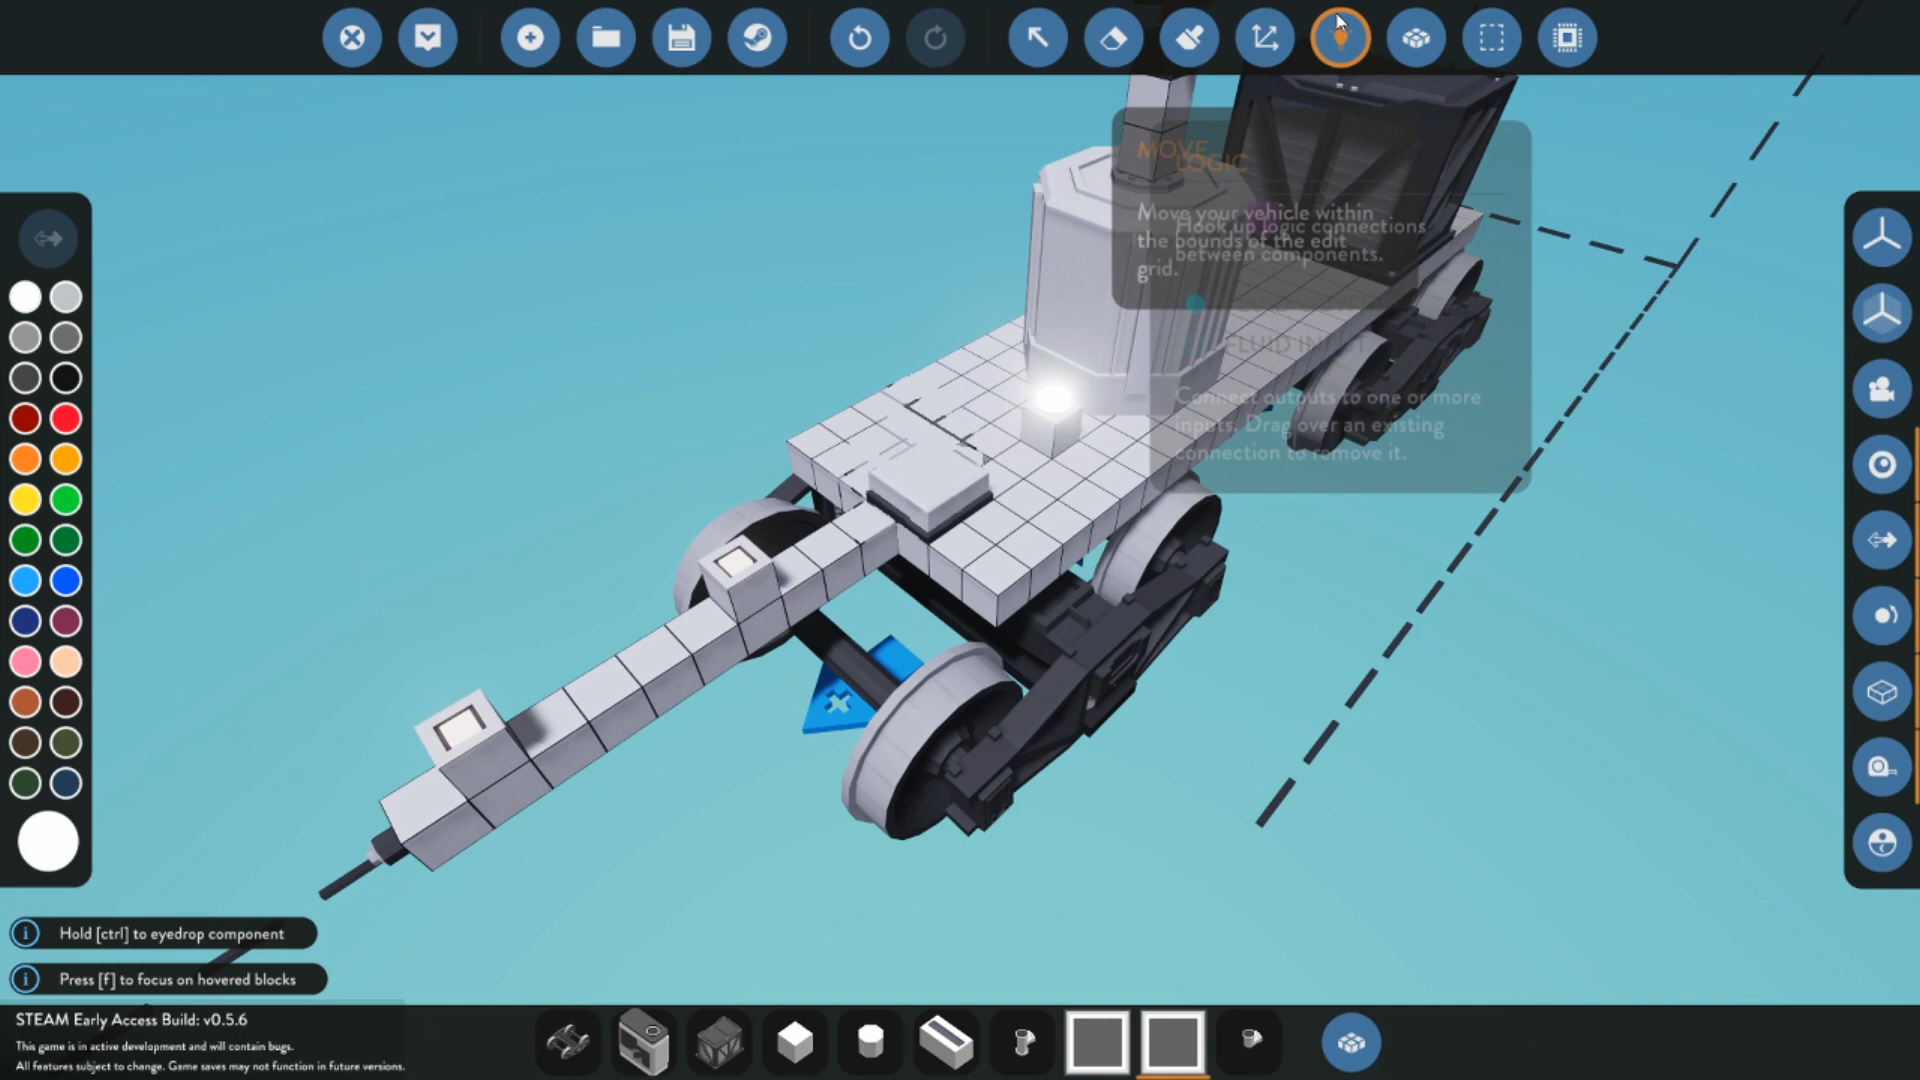 MOVE
LOGIC
Move your vehicle within
the bounds of the edit
grid.
Hook up logic connections
between components.
FLUID INPUT
Connect outputs to one or more
inputs. Drag over an existing
connection to remove it.
Hold [ctrl] to eyedrop component
Press [f] to focus on hovered blocks
STEAM Early Access Build: v0.5.6
This game is in active development and will contain bugs.
All features subject to change. Game saves may not function in future versions.